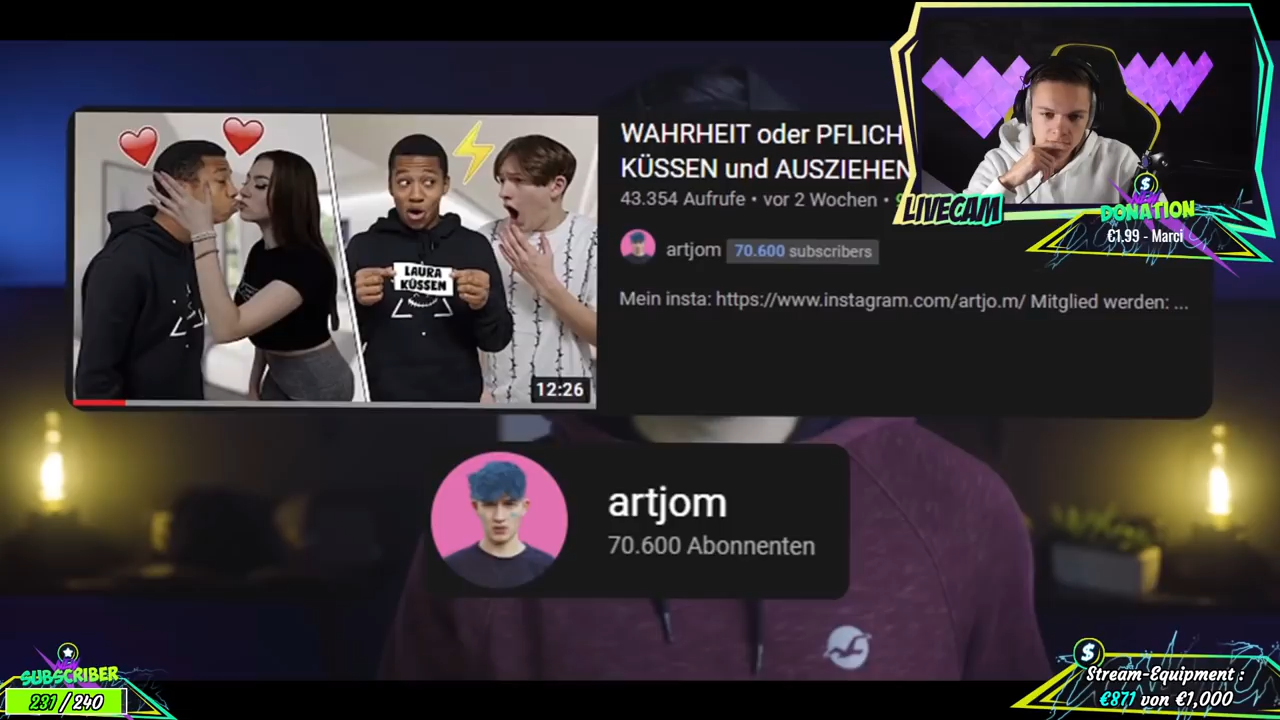 WAHRHEIT oder PFLICH
KÜSSEN und AUSZIEHEN
43.354 Aufrufe • vor 2 Wochen •
artjom 70.600 subscribers
Mein insta: https://www.instagram.com/artjo.m/ Mitglied werden: ...
LAURA
KÜSSEN
12:26
LIVECAM
NEW
DONATION
€1.99 - Marci
artjom
70.600 Abonnenten
NEW
SUBSCRIBER
231 / 240
Stream-Equipment :
€871 von €1,000